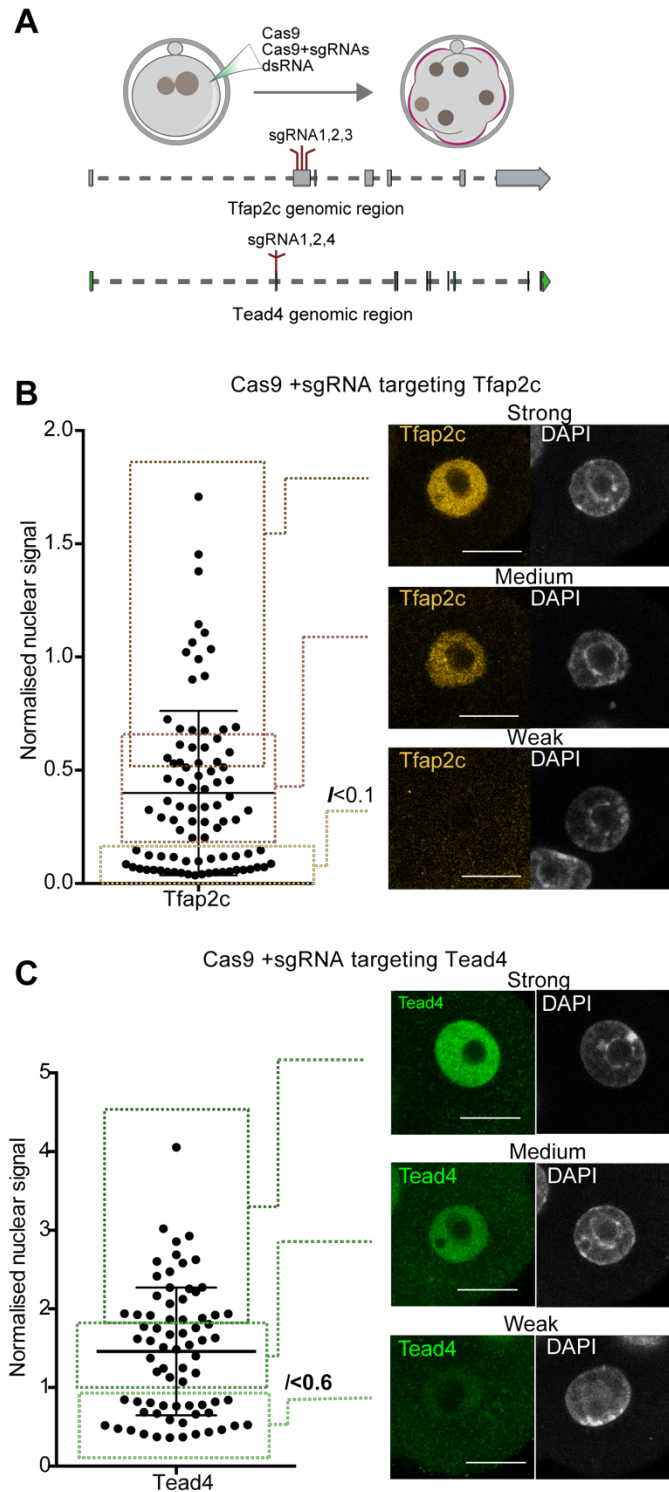 A
Cas9
Cas9+sgRNAs
dsRNA
sgRNA1,2,3
Tfap2c genomic region
sgRNA1,2,4
Tead4 genomic region
B
Cas9 +sgRNA targeting Tfap2c
Strong
2.0
1.5
1.0
0.5
0.0
Normalised nuclear signal
Tfap2c
I<0.1
Tfap2c DAPI
Medium
Tfap2c DAPI
Weak
Tfap2c DAPI
C
Cas9 +sgRNA targeting Tead4
Strong
5
4
3
2
1
0
Normalised nuclear signal
Tead4
I<0.6
Tead4 DAPI
Medium
Tead4 DAPI
Weak
Tead4 DAPI